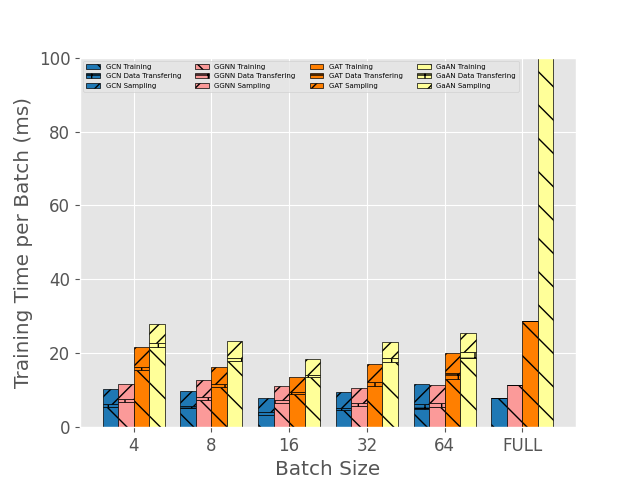 100
GCN Training GGNN Training GAT Training GaAN Training
GCN Data Transfering GGNN Data Transfering GAT Data Transfering GaAN Data Transfering
GCN Sampling GGNN Sampling GAT Sampling GaAN Sampling
80
60
40
20
0
Training Time per Batch (ms)
4 8 16 32 64 FULL
Batch Size